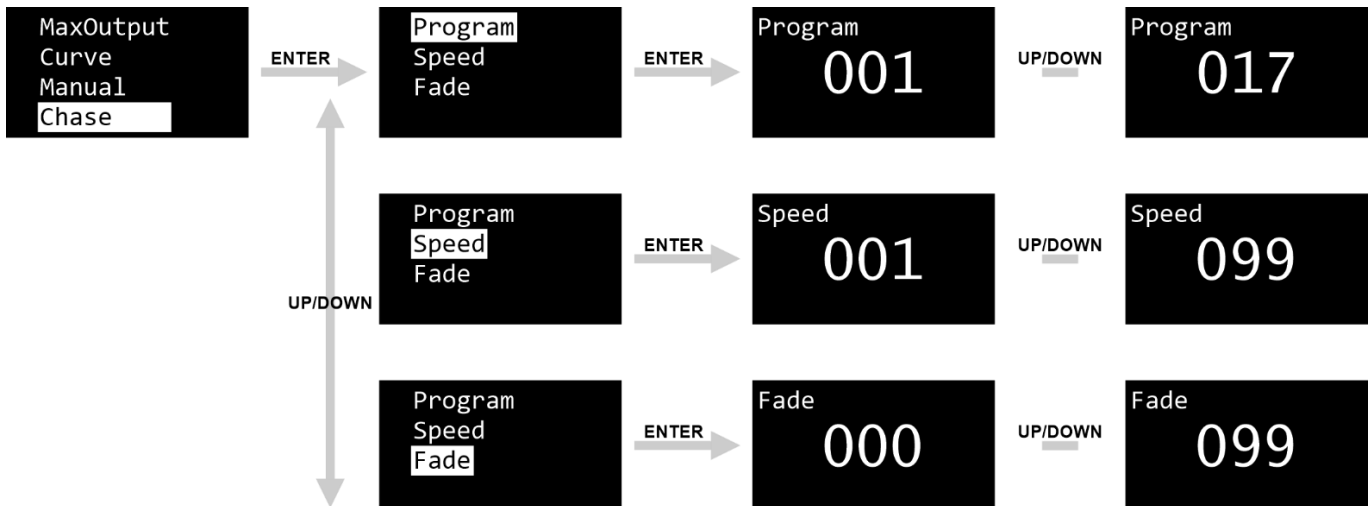 MaxOutput
Curve
Manual
Chase
ENTER
Program
Speed
Fade
ENTER
Program
001
UP/DOWN
Program
017
UP/DOWN
Program
Speed
Fade
ENTER
Speed
001
UP/DOWN
Speed
099
Program
Speed
Fade
ENTER
Fade
000
UP/DOWN
Fade
099